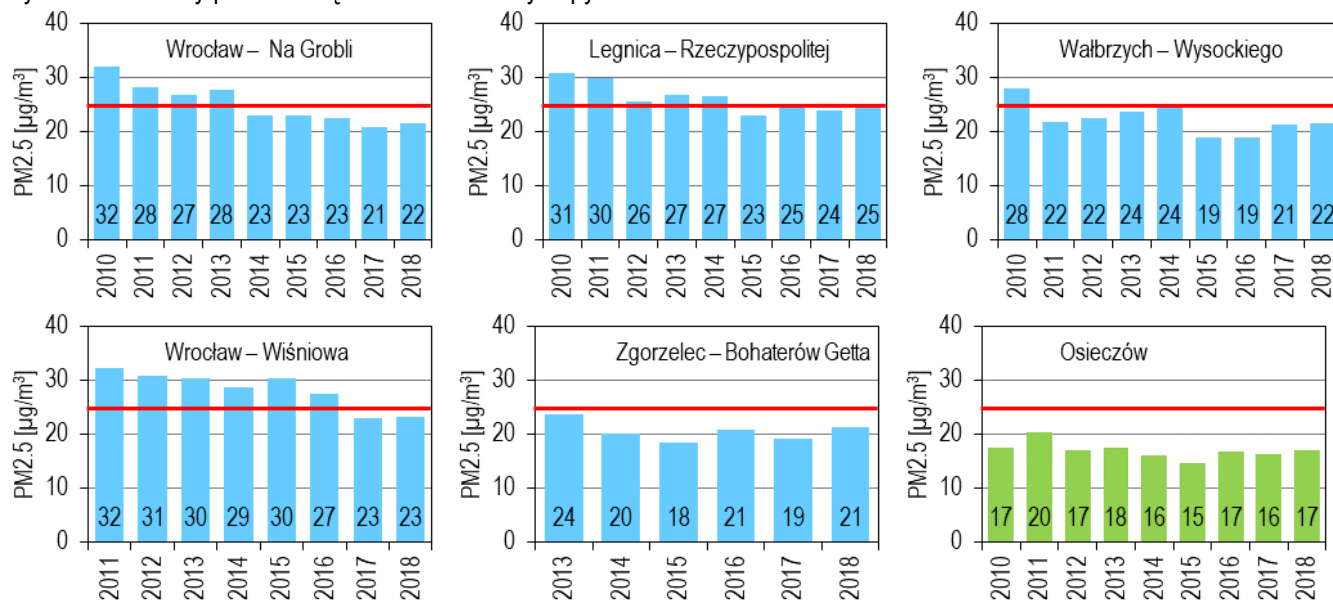 Wrocław – Na Grobli
PM2.5 [µg/m³]
40
30
20
10
0
32 28 27 28 23 23 23 21 22
2010 2011 2012 2013 2014 2015 2016 2017 2018
Legnica – Rzeczypospolitej
PM2.5 [µg/m³]
40
30
20
10
0
31 30 26 27 27 23 25 24 25
2010 2011 2012 2013 2014 2015 2016 2017 2018
Wałbrzych – Wysockiego
PM2.5 [µg/m³]
40
30
20
10
0
28 22 22 24 24 19 19 21 22
2010 2011 2012 2013 2014 2015 2016 2017 2018
Wrocław – Wiśniowa
PM2.5 [µg/m³]
40
30
20
10
0
32 31 30 29 30 27 23 23
2011 2012 2013 2014 2015 2016 2017 2018
Zgorzelec – Bohaterów Getta
PM2.5 [µg/m³]
40
30
20
10
0
24 20 18 21 19 21
2013 2014 2015 2016 2017 2018
Osieczów
PM2.5 [µg/m³]
40
30
20
10
0
17 20 17 18 16 15 17 16 17
2010 2011 2012 2013 2014 2015 2016 2017 2018